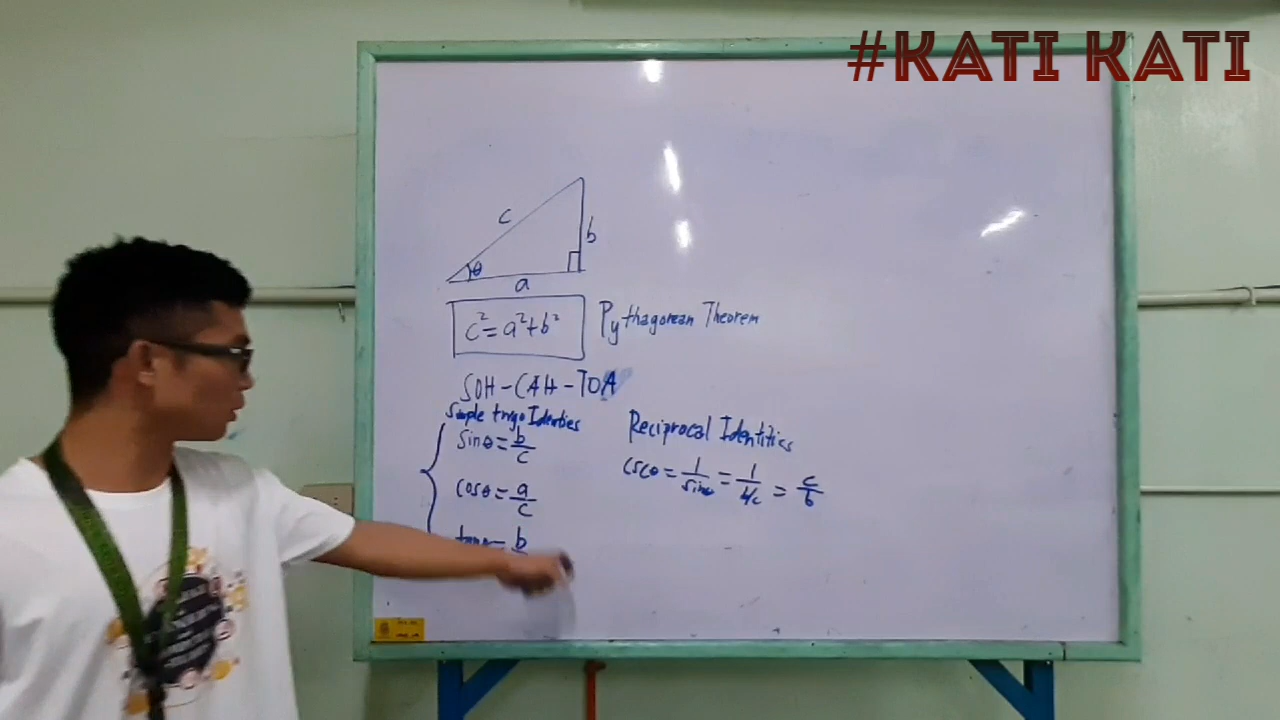 #KATI KATI
c
b
θ
a
c²=a²+b² Pythagorean Theorem
SOH-CAH-TOA
Simple trigo Identies
sinθ=b/c
cosθ=a/c
tanθ=b
Reciprocal Identities
cscθ=1/sinθ=1/b/c=c/b